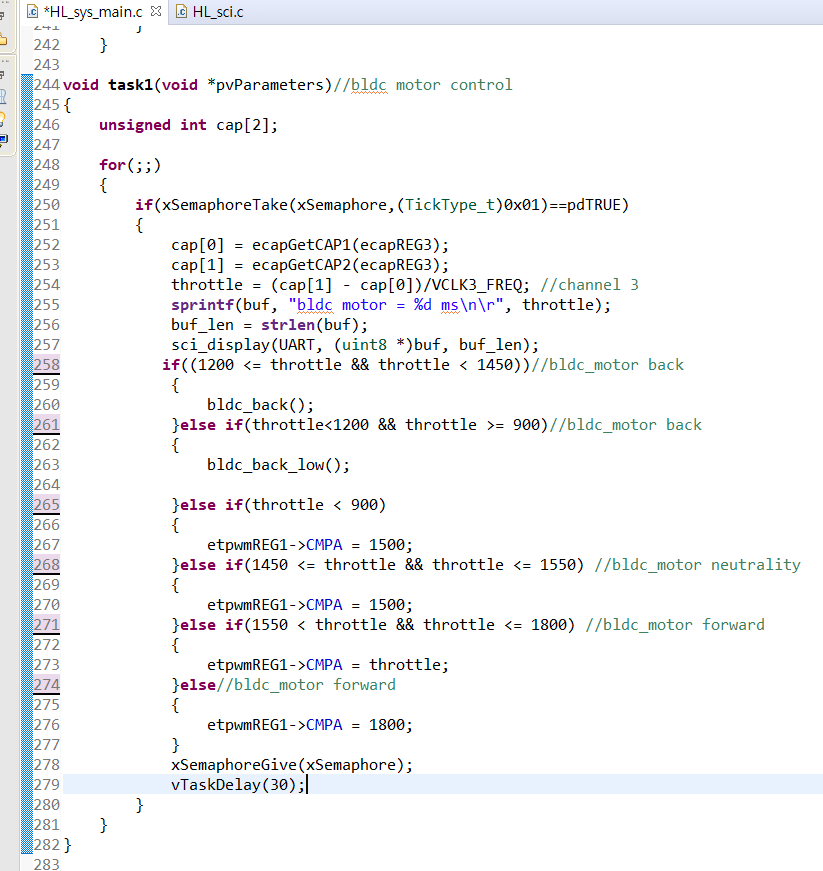 *HL_sys_main.c HL_sci.c
241 }
242 }
243
244 void task1(void *pvParameters)//bldc motor control
245 {
246 unsigned int cap[2];
247
248 for(;;)
249 {
250 if(xSemaphoreTake(xSemaphore,(TickType_t)0x01)==pdTRUE)
251 {
252 cap[0] = ecapGetCAP1(ecapREG3);
253 cap[1] = ecapGetCAP2(ecapREG3);
254 throttle = (cap[1] - cap[0])/VCLK3_FREQ; //channel 3
255 sprintf(buf, "bldc motor = %d ms\n\r", throttle);
256 buf_len = strlen(buf);
257 sci_display(UART, (uint8 *)buf, buf_len);
258 if((1200 <= throttle && throttle < 1450))//bldc_motor back
259 {
260 bldc_back();
261 }else if(throttle<1200 && throttle >= 900)//bldc_motor back
262 {
263 bldc_back_low();
264
265 }else if(throttle < 900)
266 {
267 etpwmREG1->CMPA = 1500;
268 }else if(1450 <= throttle && throttle <= 1550) //bldc_motor neutrality
269 {
270 etpwmREG1->CMPA = 1500;
271 }else if(1550 < throttle && throttle <= 1800) //bldc_motor forward
272 {
273 etpwmREG1->CMPA = throttle;
274 }else//bldc_motor forward
275 {
276 etpwmREG1->CMPA = 1800;
277 }
278 xSemaphoreGive(xSemaphore);
279 vTaskDelay(30);
280 }
281 }
282 }
283